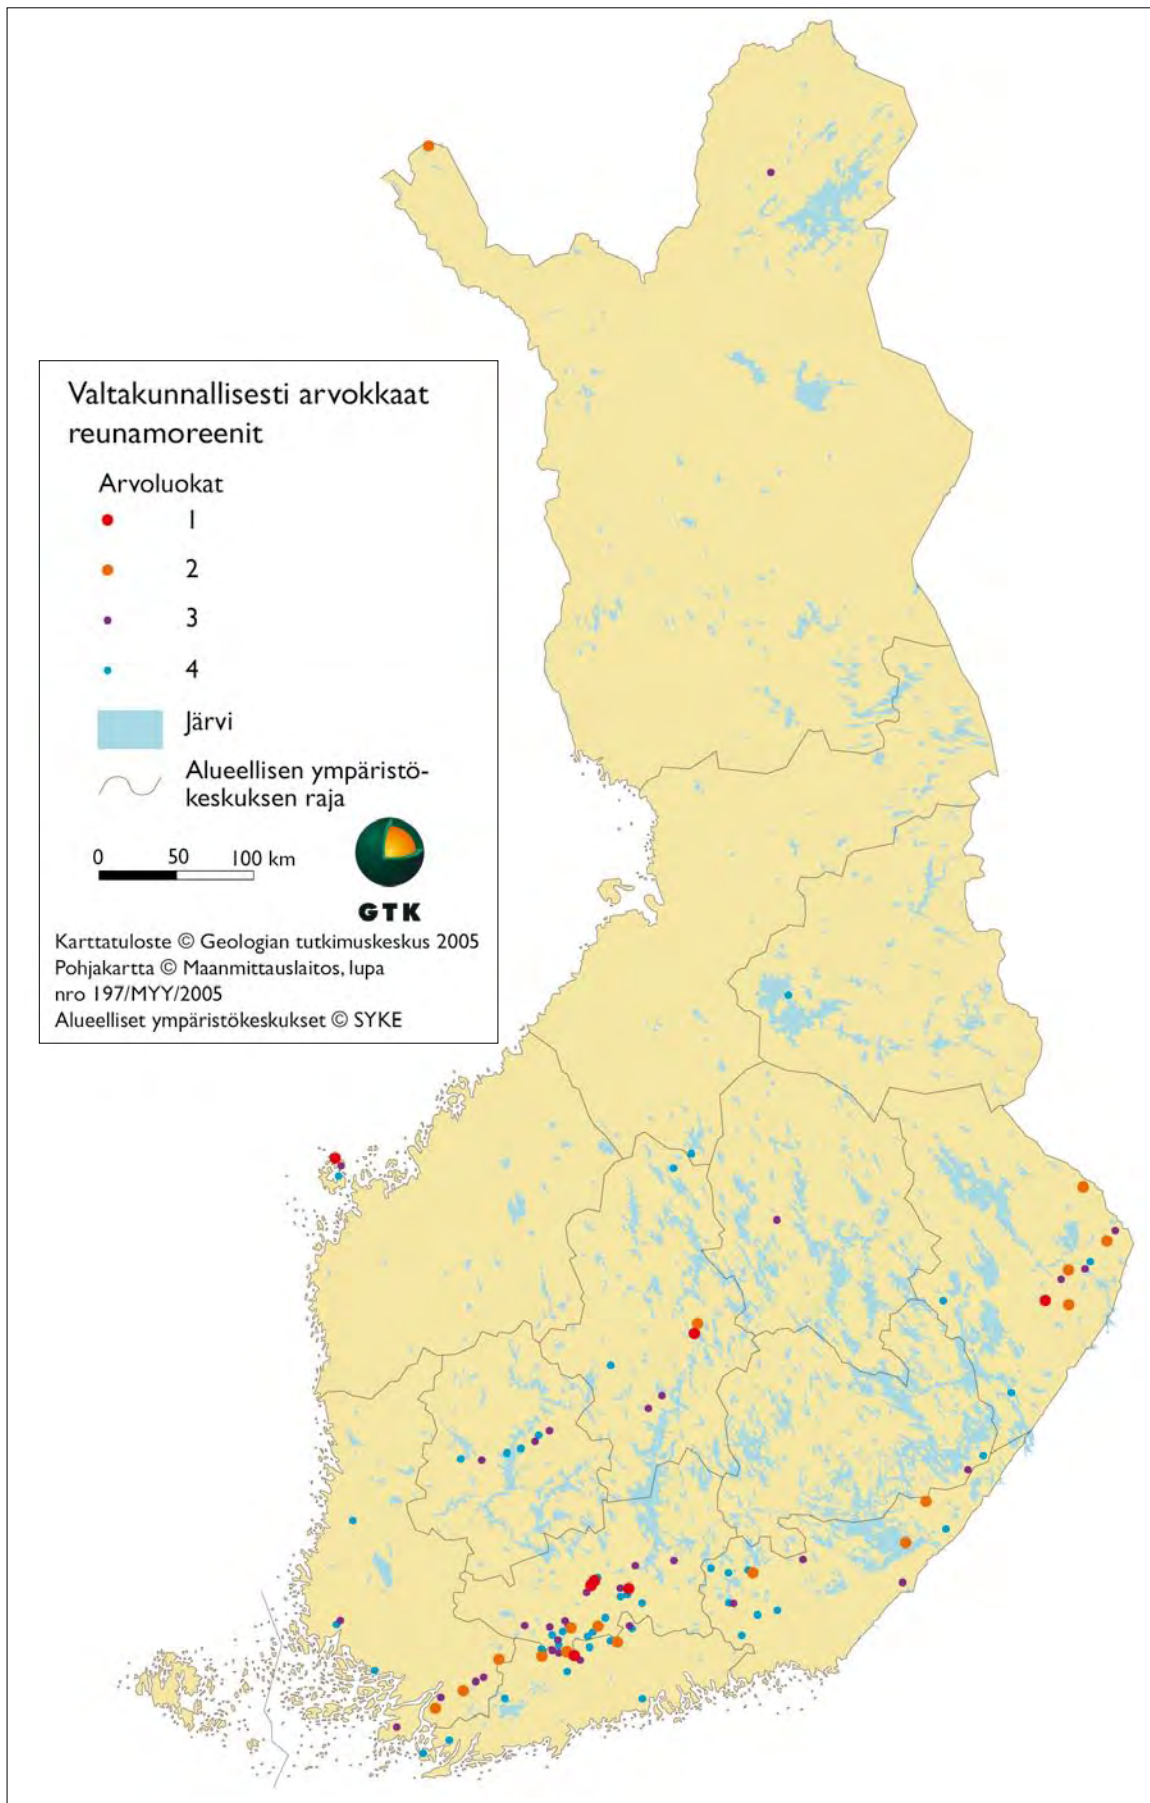 Valtakunnallisesti arvokkaat
reunamoreenit
Arvoluokat
1
2
3
4
Järvi
Alueellisen ympäristö-
keskuksen raja
0 50 100 km
GTK
Karttatuloste © Geologian tutkimuskeskus 2005
Pohjakartta © Maanmittauslaitos, lupa
nro 197/MYY/2005
Alueelliset ympäristökeskukset © SYKE